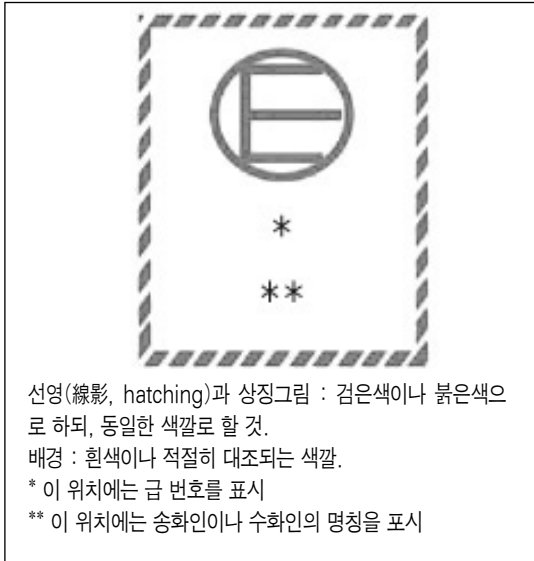 E
*
**
선영(線影, hatching)과 상징그림 : 검은색이나 붉은색으
로 하되, 동일한 색깔로 할 것.
배경 : 흰색이나 적절히 대조되는 색깔.
* 이 위치에는 급 번호를 표시
** 이 위치에는 송화인이나 수화인의 명칭을 포시